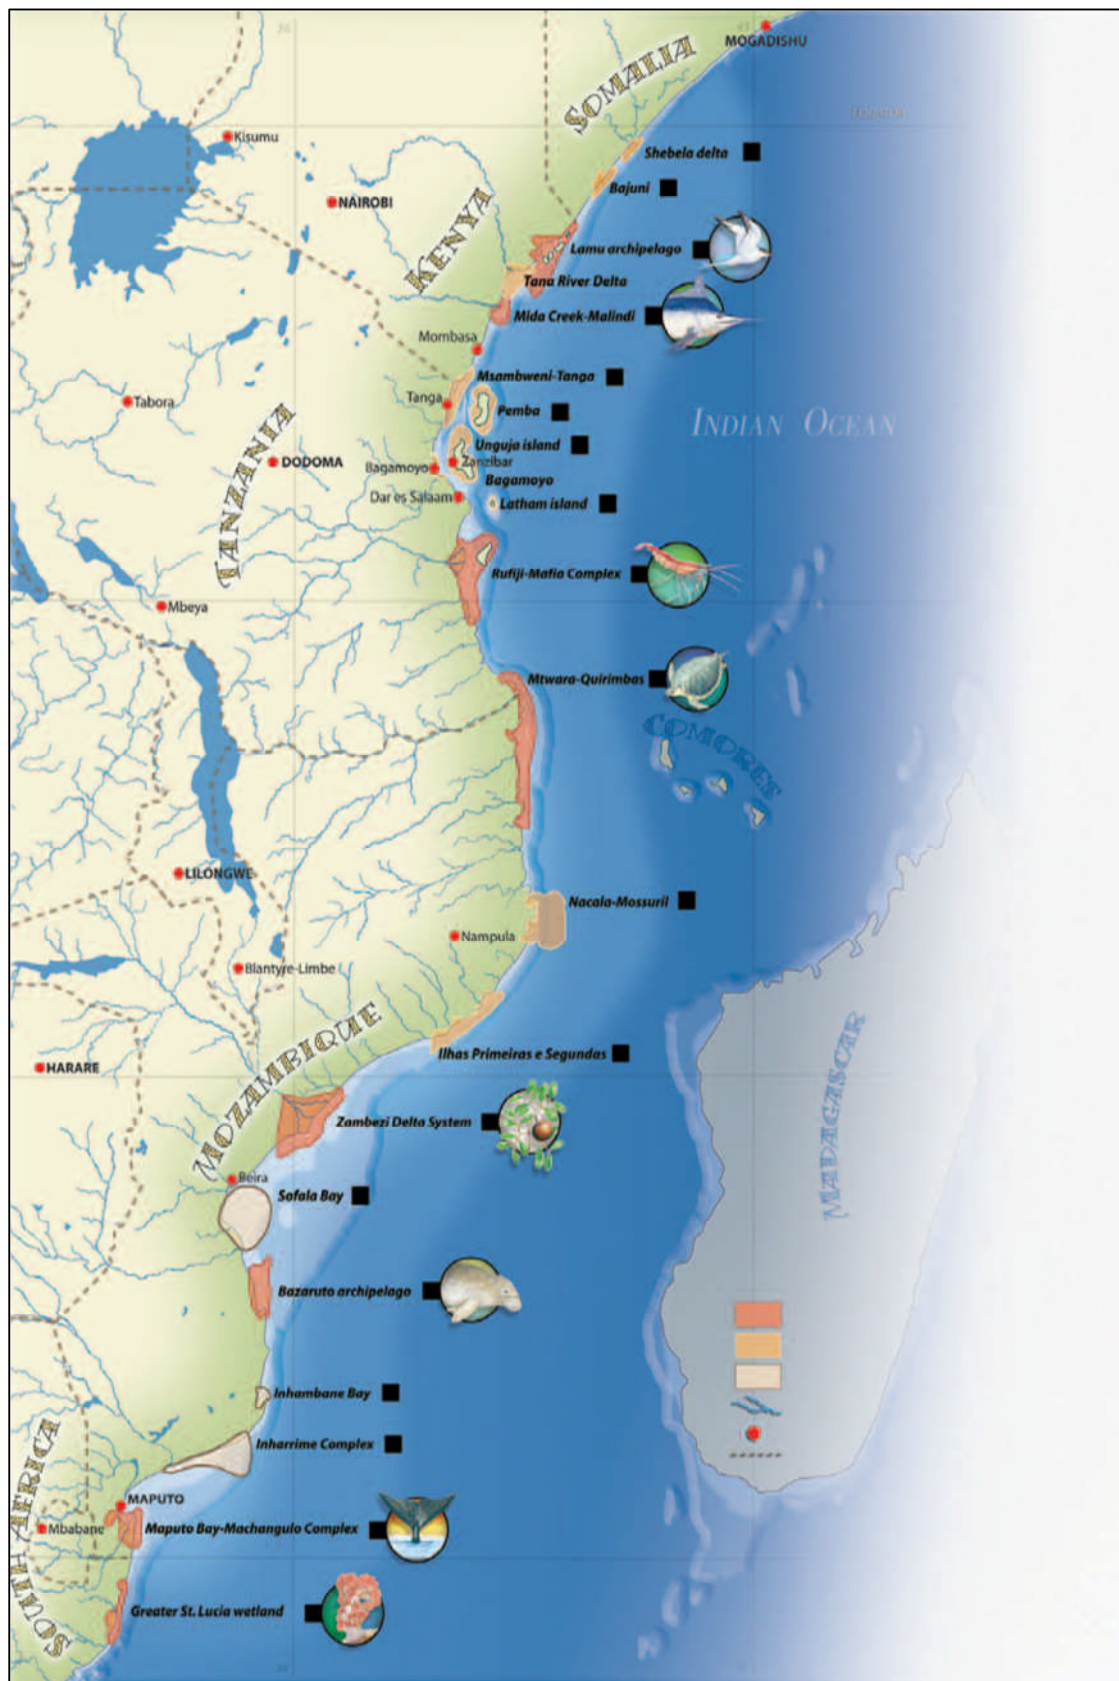 MOGADISHU
SOMALIA
Kisumu
Shebela delta
Bajuni
NAIROBI
KENYA
Lamu archipelago
Tana River Delta
Mida Creek-Malindi
Mombasa
Msambweni-Tanga
Tanga
Pemba
Tabora
INDIAN OCEAN
TANZANIA
Unguja island
DODOMA
Bagamoyo
Zanzibar
Bagamoyo
Dar es Salaam
Latham island
Rufiji-Mafia Complex
Mbeya
Mtwara-Quirimbas
COMORES
LILONGWE
Nacala-Mossuril
Nampula
Blantyre-Limbe
MOZAMBIQUE
Ilhas Primeiras e Segundas
HARARE
MADAGASCAR
Zambezi Delta System
Beira
Sofala Bay
Bazaruto archipelago
Inhambane Bay
Inharrime Complex
SOUTH AFRICA
MAPUTO
Mbabane
Maputo Bay-Machangulo Complex
Greater St. Lucia wetland